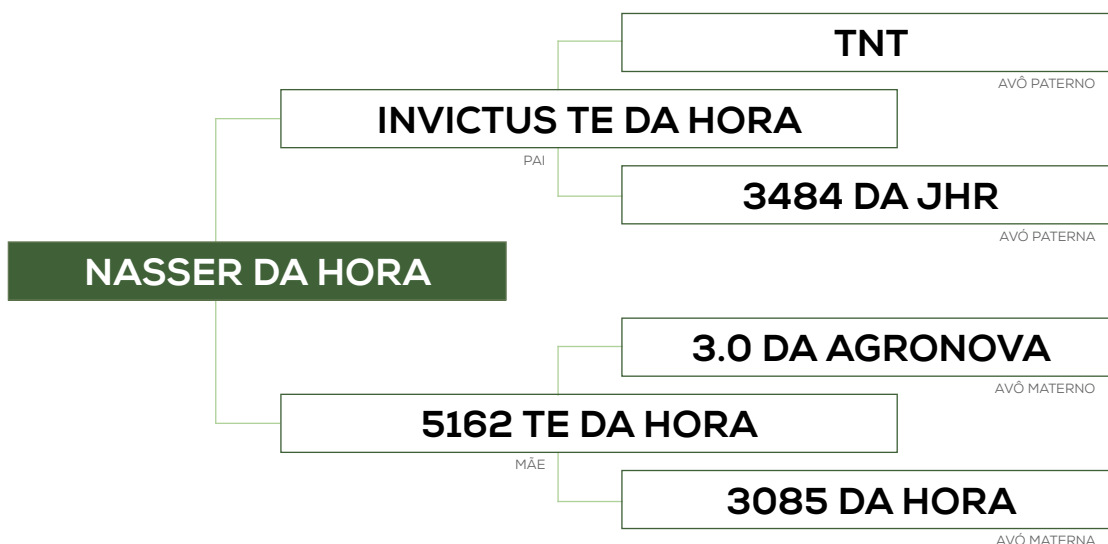 TNT
AVÔ PATERNO
INVICTUS TE DA HORA
PAI
3484 DA JHR
AVÓ PATERNA
NASSER DA HORA
3.0 DA AGRONOVA
AVÔ MATERNO
5162 TE DA HORA
MÃE
3085 DA HORA
AVÓ MATERNA